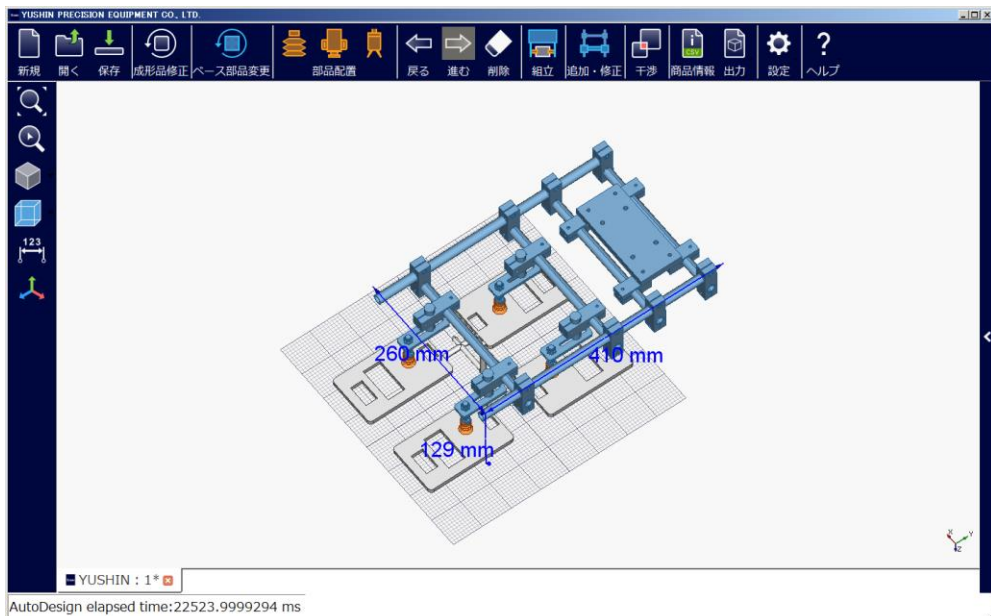 YUSHIN PRECISION EQUIPMENT CO., LTD.
新規 開く 保存 成形品修正 ベース部品変更 部品配置 戻る 進む 削除 組立 追加・修正 干渉 商品情報 出力 設定 ヘルプ
CSV
?
123
260 mm
410 mm
129 mm
X Y Z
YUSHIN : 1*
AutoDesign elapsed time:22523.9999294 ms